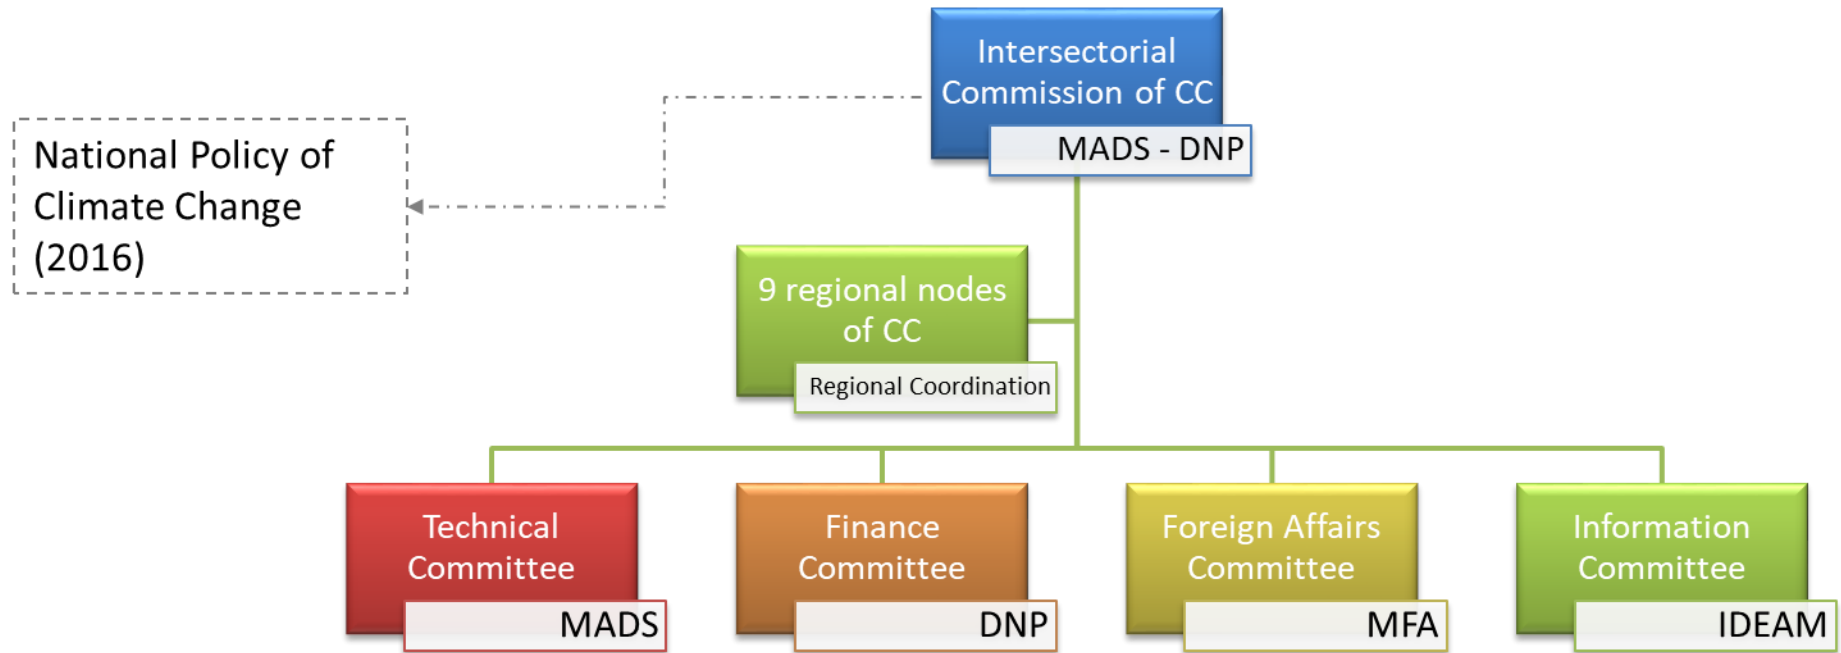 Intersectorial
Commission of CC
MADS - DNP
National Policy of
Climate Change
(2016)
9 regional nodes
of CC
Regional Coordination
Technical
Committee
MADS
Finance
Committee
DNP
Foreign Affairs
Committee
MFA
Information
Committee
IDEAM